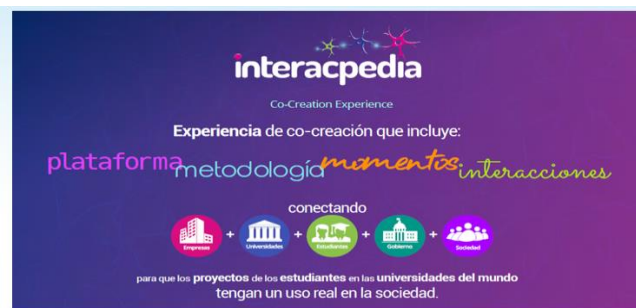 interacpedia
Co-Creation Experience
Experiencia de co-creación que incluye:
plataforma metodología momentos interacciones
conectando
+ + + +
Empresas Universidades Estudiantes Gobierno Sociedad
para que los proyectos de los estudiantes en las universidades del mundo
tengan un uso real en la sociedad.